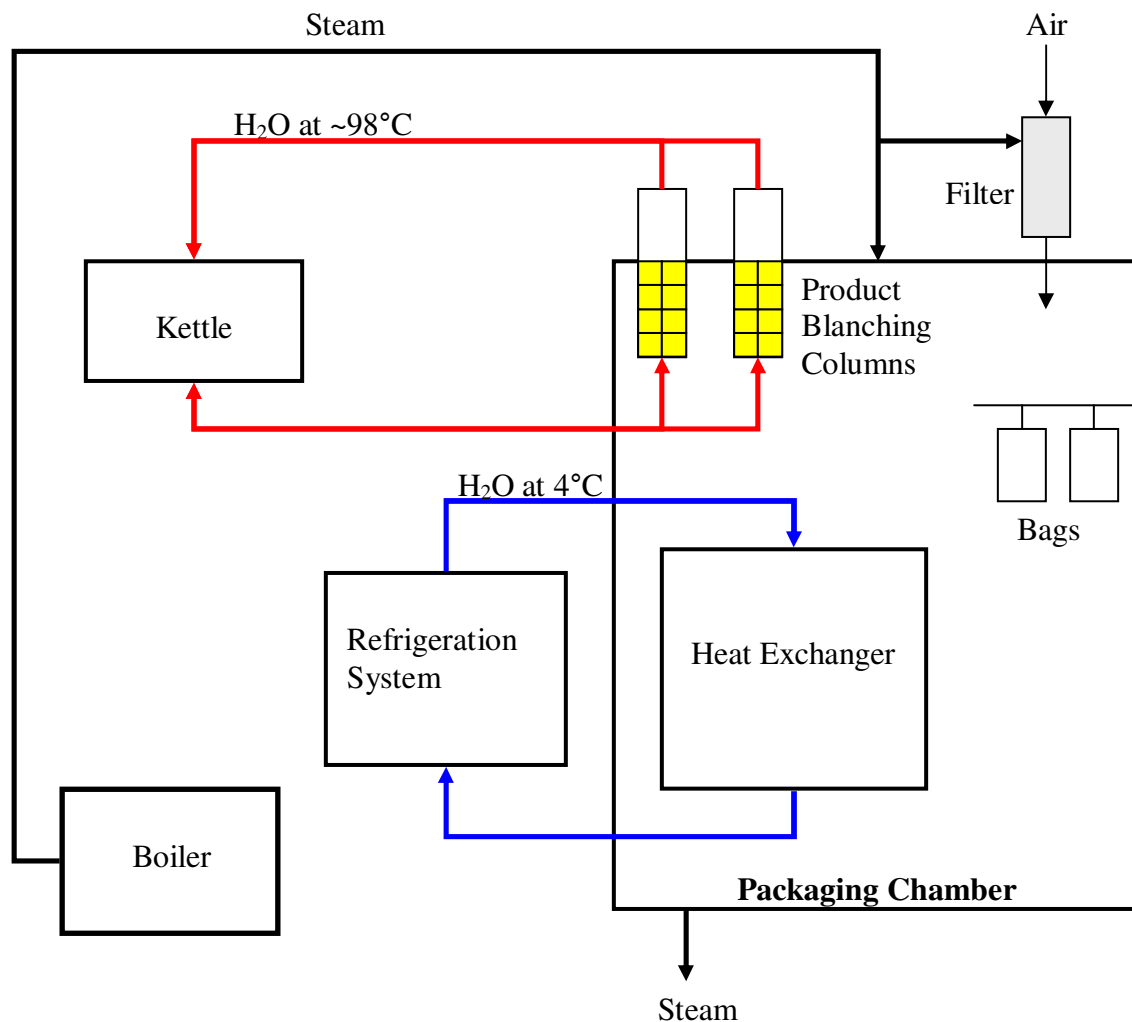 Steam
Air
H₂O at ~98°C
Filter
Product
Blanching
Columns
Kettle
H₂O at 4°C
Bags
Refrigeration
System
Heat Exchanger
Boiler
Packaging Chamber
Steam